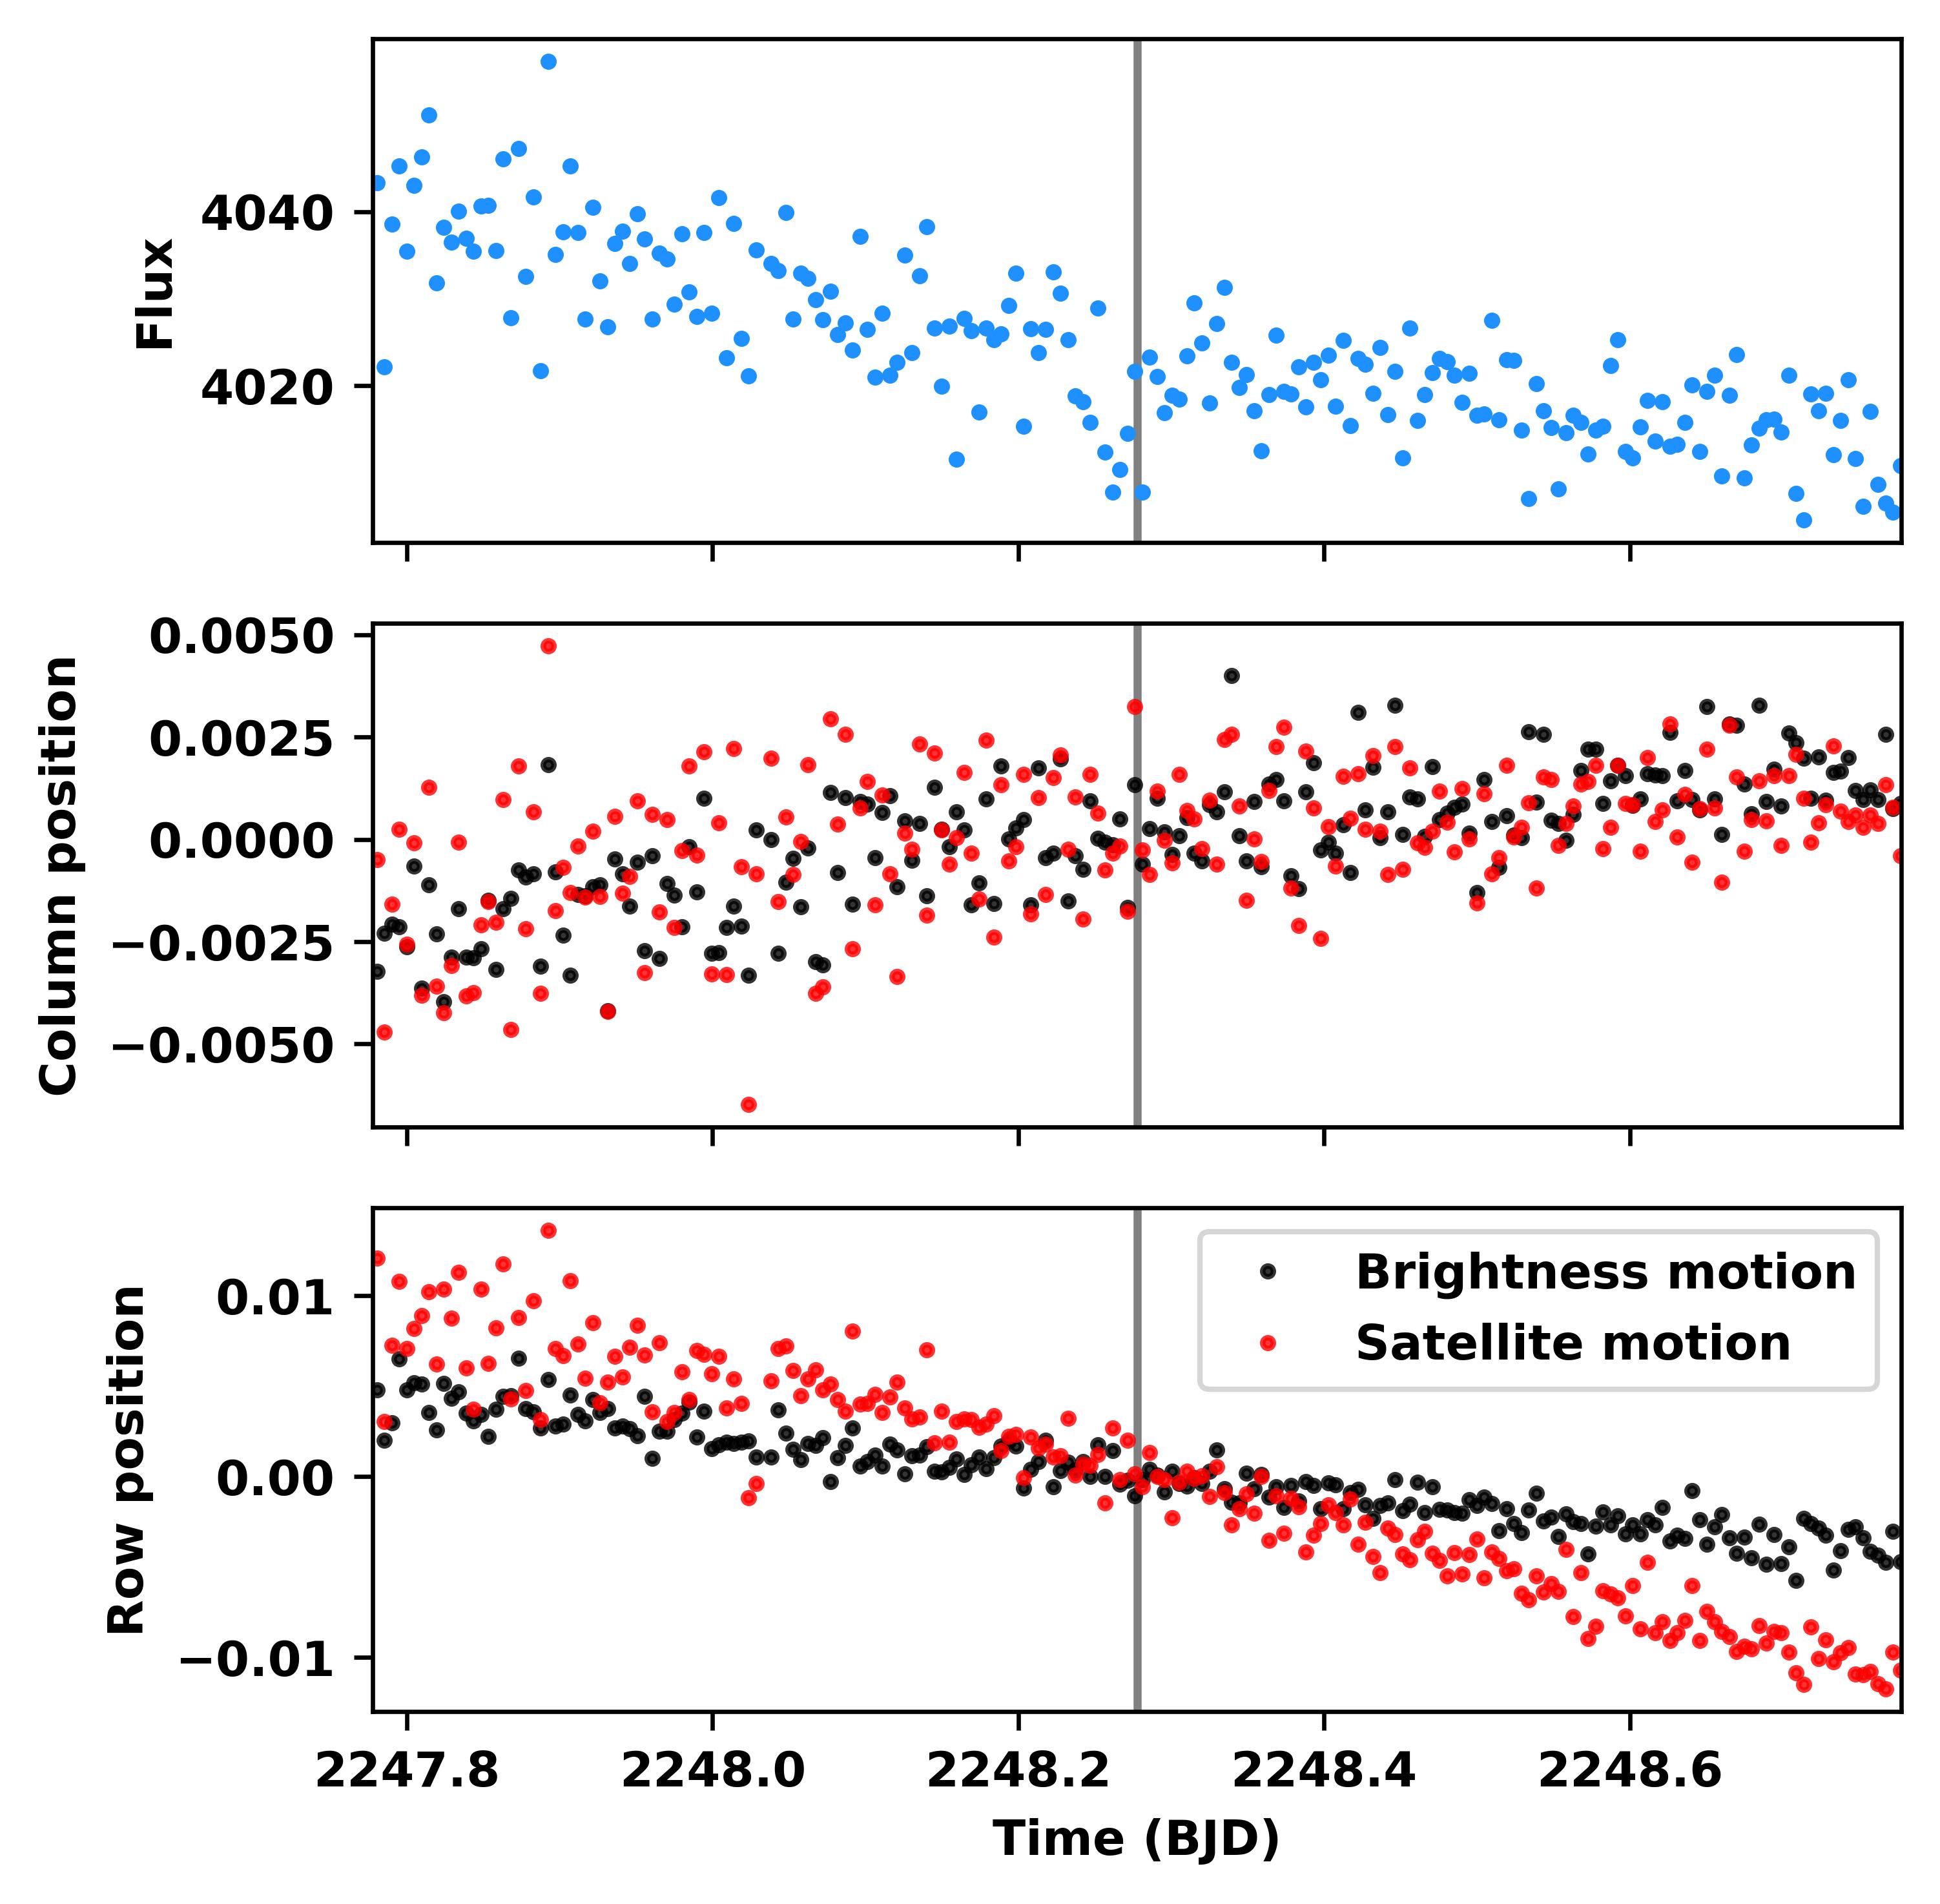 Flux
4040
4020
Column position
0.0050
0.0025
0.0000
−0.0025
−0.0050
Row position
0.01
0.00
−0.01
Brightness motion
Satellite motion
2247.8 2248.0 2248.2 2248.4 2248.6
Time (BJD)